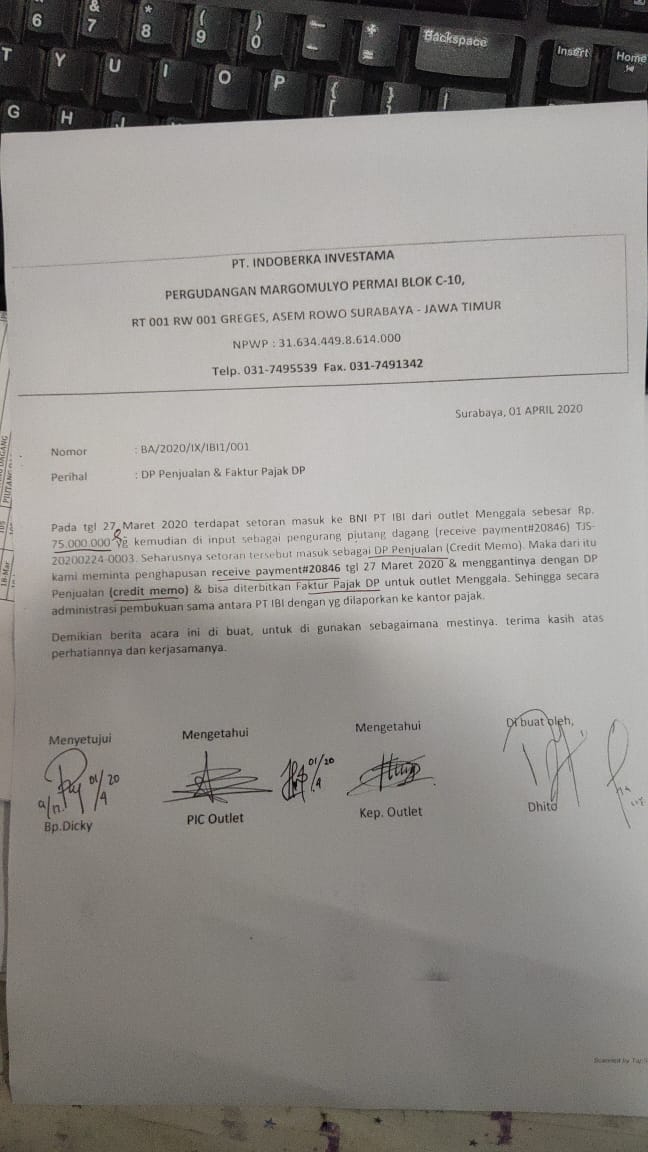 6 & 7 * 8 ( 9 ) 0 Backspace Insert Home
T Y U I O P { [ } ]
G H J
PT. INDOBERKA INVESTAMA
PERGUDANGAN MARGOMULYO PERMAI BLOK C-10,
RT 001 RW 001 GREGES, ASEM ROWO SURABAYA - JAWA TIMUR
NPWP : 31.634.449.8.614.000
Telp. 031-7495539 Fax. 031-7491342
Surabaya, 01 APRIL 2020
Nomor : BA/2020/IX/IBI1/001
Perihal : DP Penjualan & Faktur Pajak DP
Pada tgl 27 Maret 2020 terdapat setoran masuk ke BNI PT IBI dari outlet Menggala sebesar Rp.
75.000.000 yg kemudian di input sebagai pengurang piutang dagang (receive payment#20846) TJS-
20200224-0003. Seharusnya setoran tersebut masuk sebagai DP Penjualan (Credit Memo). Maka dari itu
kami meminta penghapusan receive payment#20846 tgl 27 Maret 2020 & menggantinya dengan DP
Penjualan (credit memo) & bisa diterbitkan Faktur Pajak DP untuk outlet Menggala. Sehingga secara
administrasi pembukuan sama antara PT IBI dengan yg dilaporkan ke kantor pajak.
Demikian berita acara ini di buat, untuk di gunakan sebagaimana mestinya. terima kasih atas
perhatiannya dan kerjasamanya.
Menyetujui Mengetahui Mengetahui Di buat oleh,
a/n 01/4 20 01/4 20
Bp.Dicky PIC Outlet Kep. Outlet Dhito
Scanned by